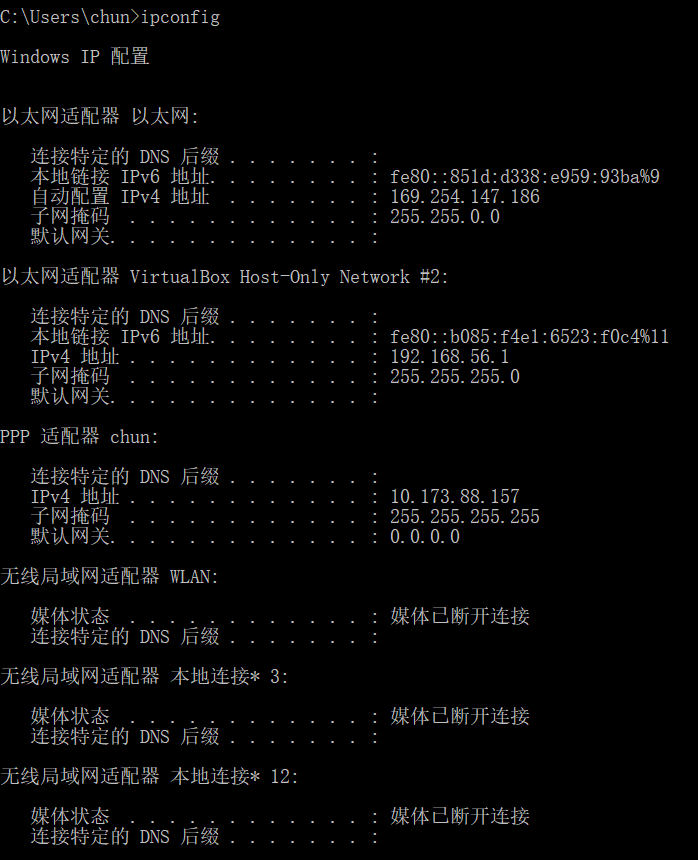 C:\Users\chun>ipconfig
Windows IP 配置
以太网适配器 以太网:
连接特定的 DNS 后缀 . . . . . . . :
本地链接 IPv6 地址. . . . . . . . : fe80::851d:d338:e959:93ba%9
自动配置 IPv4 地址 . . . . . . . : 169.254.147.186
子网掩码 . . . . . . . . . . . . : 255.255.0.0
默认网关. . . . . . . . . . . . . :
以太网适配器 VirtualBox Host-Only Network #2:
连接特定的 DNS 后缀 . . . . . . . :
本地链接 IPv6 地址. . . . . . . . : fe80::b085:f4e1:6523:f0c4%11
IPv4 地址 . . . . . . . . . . . . : 192.168.56.1
子网掩码 . . . . . . . . . . . . : 255.255.255.0
默认网关. . . . . . . . . . . . . :
PPP 适配器 chun:
连接特定的 DNS 后缀 . . . . . . . :
IPv4 地址 . . . . . . . . . . . . : 10.173.88.157
子网掩码 . . . . . . . . . . . . : 255.255.255.255
默认网关. . . . . . . . . . . . . : 0.0.0.0
无线局域网适配器 WLAN:
媒体状态 . . . . . . . . . . . . : 媒体已断开连接
连接特定的 DNS 后缀 . . . . . . . :
无线局域网适配器 本地连接* 3:
媒体状态 . . . . . . . . . . . . : 媒体已断开连接
连接特定的 DNS 后缀 . . . . . . . :
无线局域网适配器 本地连接* 12:
媒体状态 . . . . . . . . . . . . : 媒体已断开连接
连接特定的 DNS 后缀 . . . . . . . :